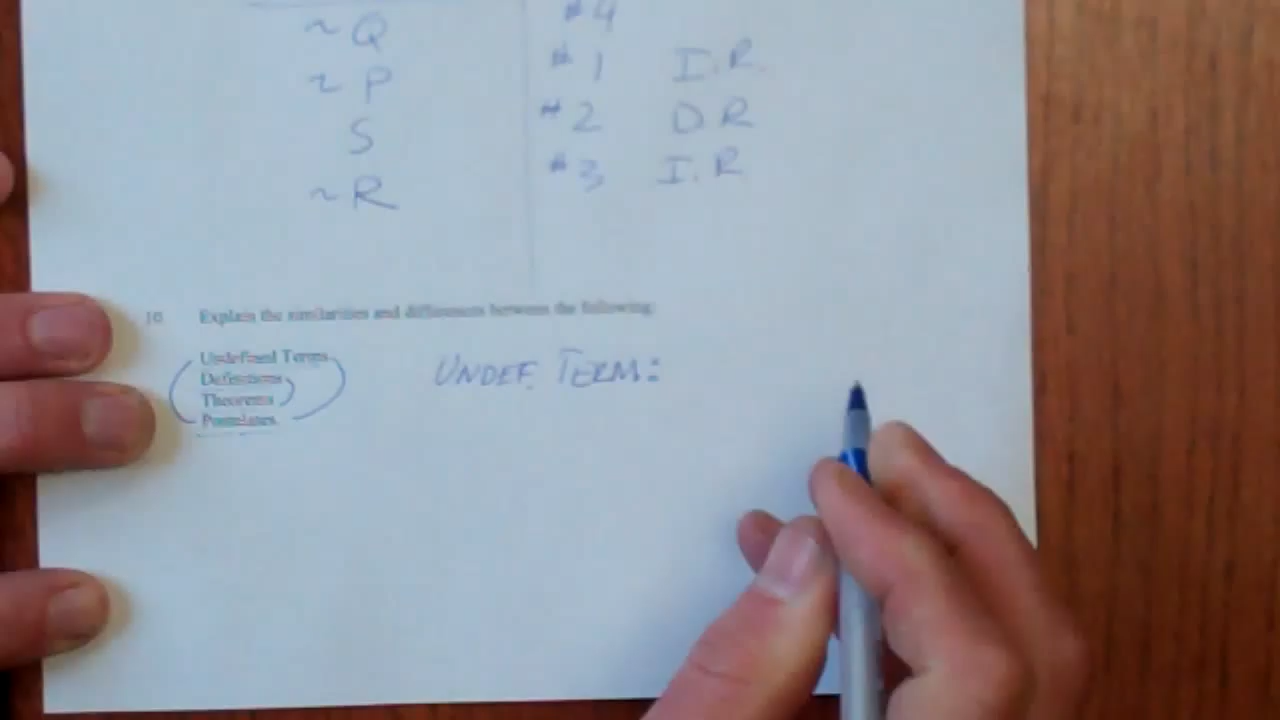 ~Q #4
~P #1 I.R.
S #2 D.R
~R #3 I.R
10 Explain the similarities and differences between the following:
Undefined Terms UNDEF. TERM:
Definitions
Theorems
Postulates